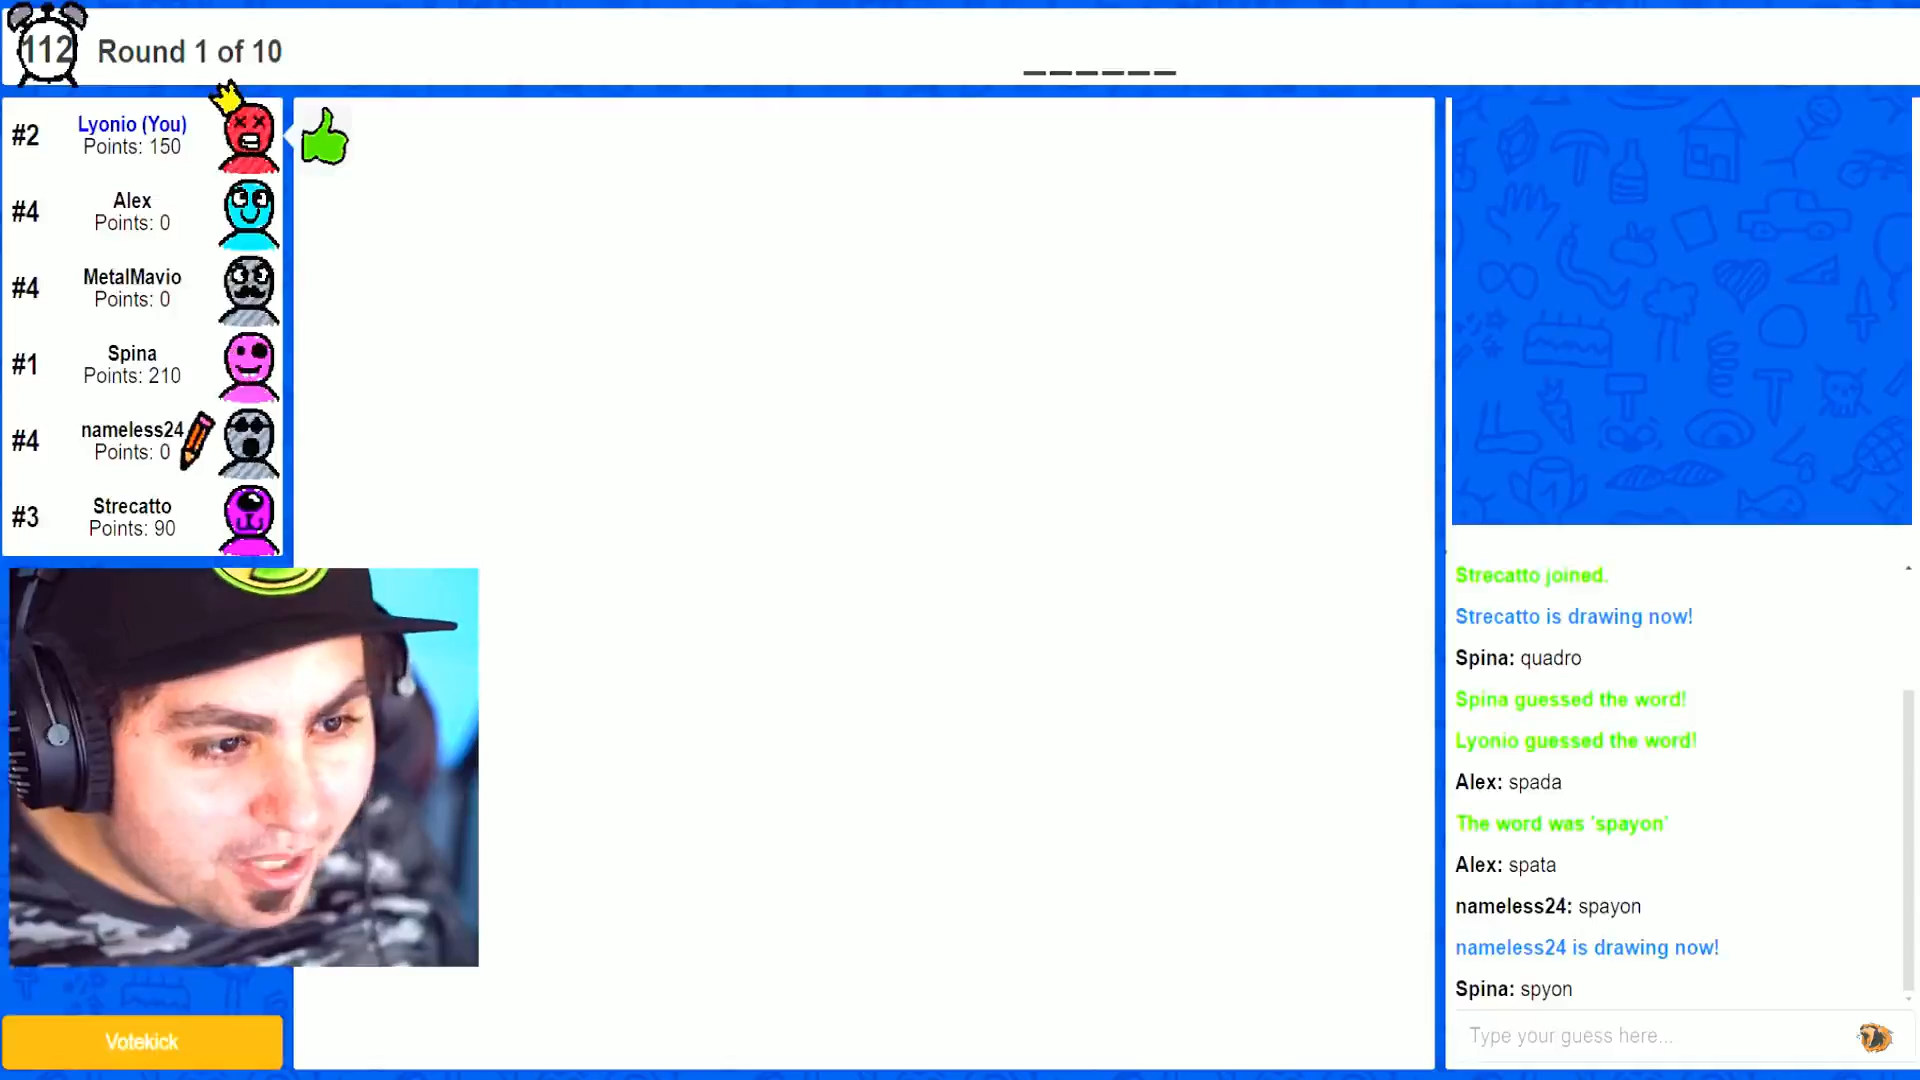 112
Round 1 of 10
______
#2
Lyonio (You)
Points: 150
#4
Alex
Points: 0
#4
MetalMavio
Points: 0
#1
Spina
Points: 210
#4
nameless24
Points: 0
#3
Strecatto
Points: 90
Votekick
Strecatto joined.
Strecatto is drawing now!
Spina: quadro
Spina guessed the word!
Lyonio guessed the word!
Alex: spada
The word was 'spayon'
Alex: spata
nameless24: spayon
nameless24 is drawing now!
Spina: spyon
Type your guess here...